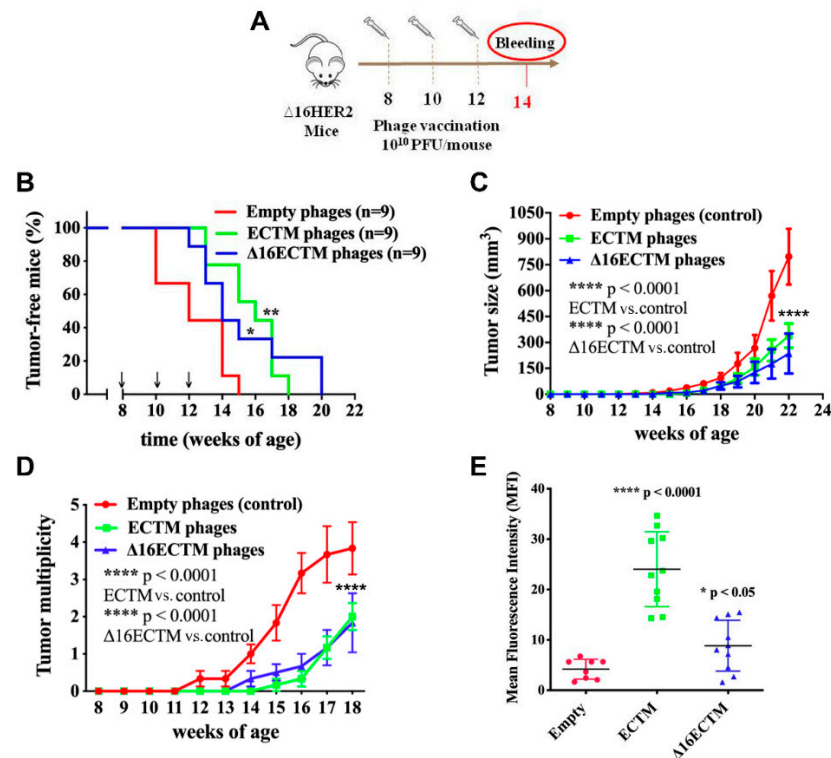 A
Bleeding
8 10 12 14
△16HER2
Mice
Phage vaccination
10¹⁰ PFU/mouse
B
Tumor-free mice (%)
100
80
60
40
20
0
Empty phages (n=9)
ECTM phages (n=9)
Δ16ECTM phages (n=9)
**
*
8 10 12 14 16 18 20 22
time (weeks of age)
C
Tumor size (mm³)
1050
900
750
600
450
300
150
0
Empty phages (control)
ECTM phages
Δ16ECTM phages
**** p < 0.0001
ECTM vs. control
**** p < 0.0001
Δ16ECTM vs. control
****
8 10 12 14 16 18 20 22 24
weeks of age
D
Tumor multiplicity
5
4
3
2
1
0
Empty phages (control)
ECTM phages
Δ16ECTM phages
**** p < 0.0001
ECTM vs. control
**** p < 0.0001
Δ16ECTM vs. control
****
8 9 10 11 12 13 14 15 16 17 18
weeks of age
E
Mean Fluorescence Intensity (MFI)
40
30
20
10
0
**** p < 0.0001
* p < 0.05
Empty
ECTM
Δ16ECTM